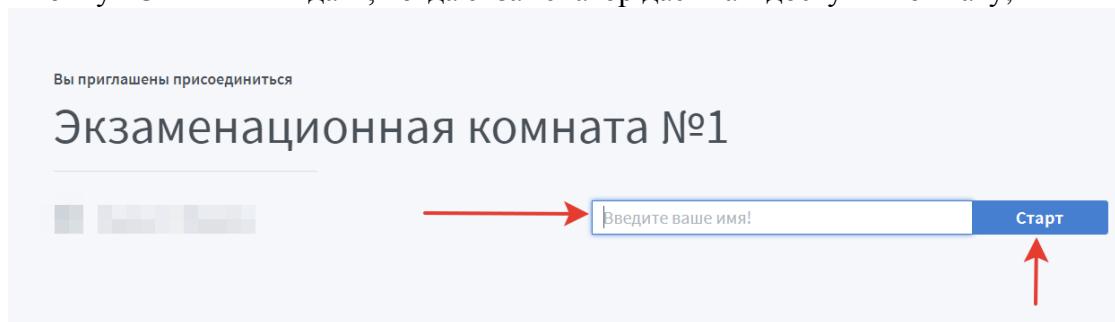 Вы приглашены присоединиться
Экзаменационная комната №1
Введите ваше имя!
Старт